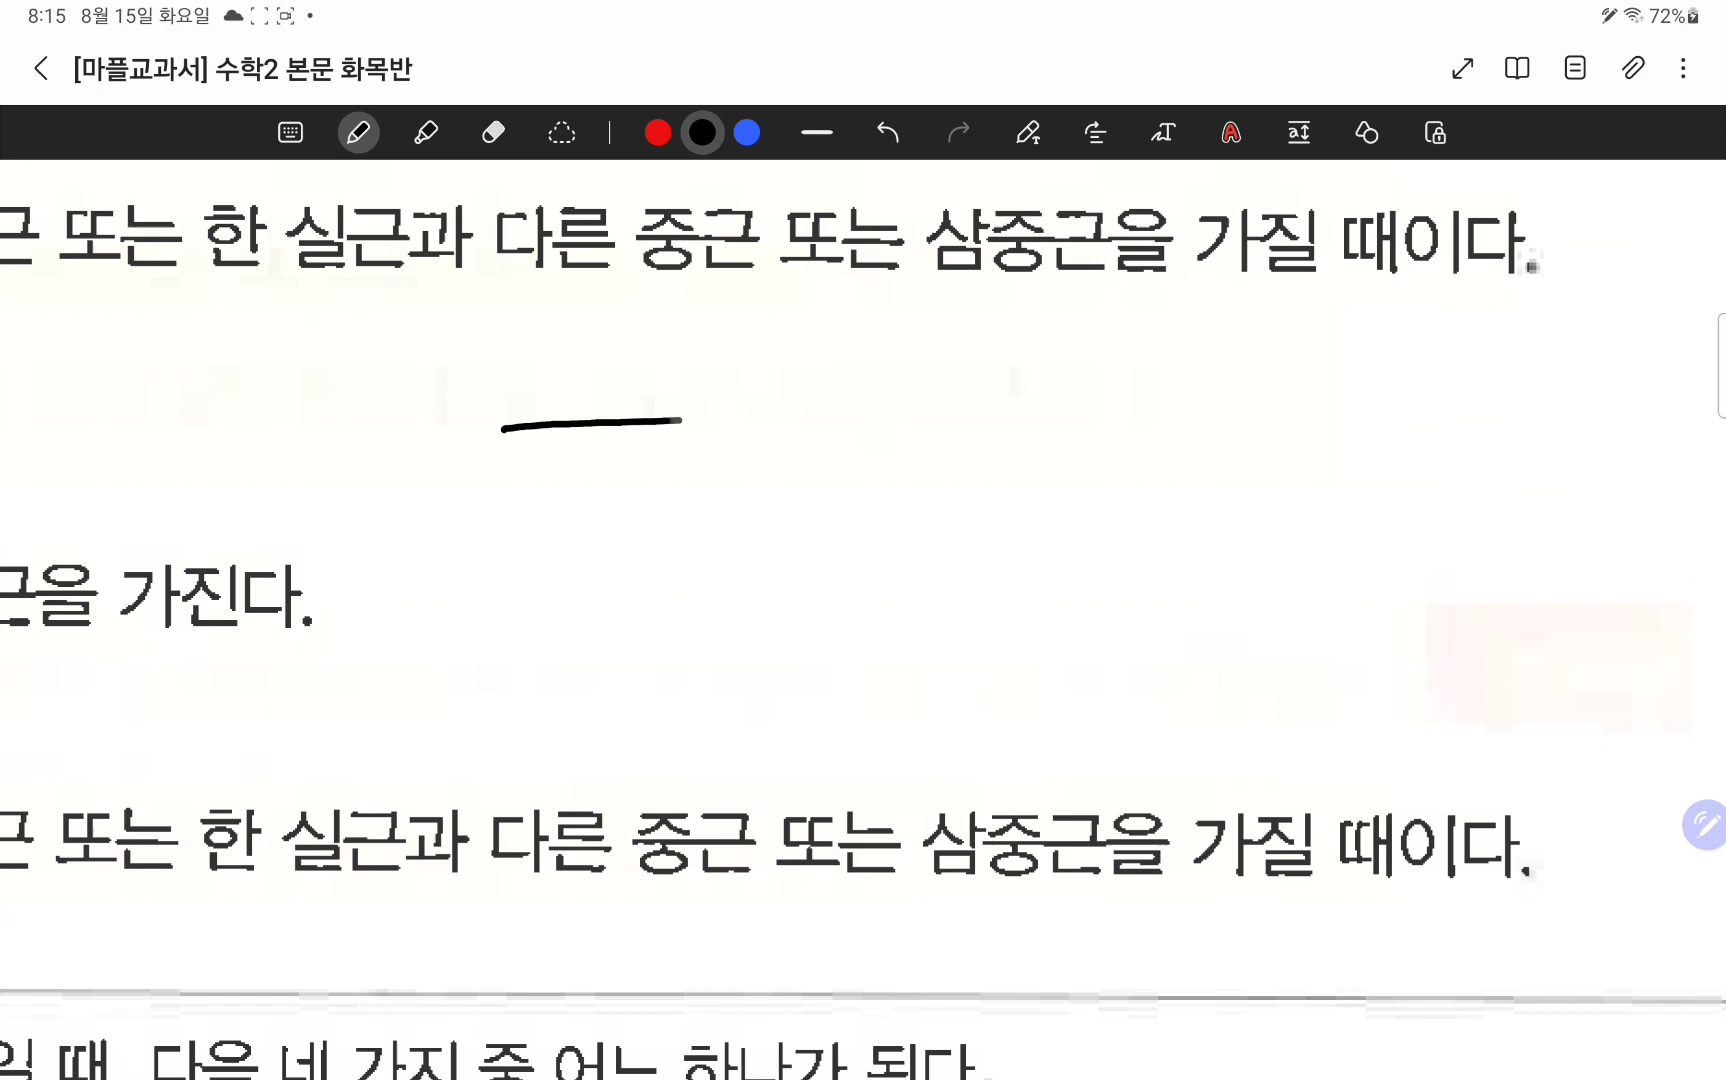 8:15 8월 15일 화요일
72%
[마플교과서] 수학2 본문 화목반
근 또는 한 실근과 다른 중근 또는 삼중근을 가질 때이다.
근을 가진다.
근 또는 한 실근과 다른 중근 또는 삼중근을 가질 때이다.
일 때, 다음 네 가지 중 어느 하나가 된다.